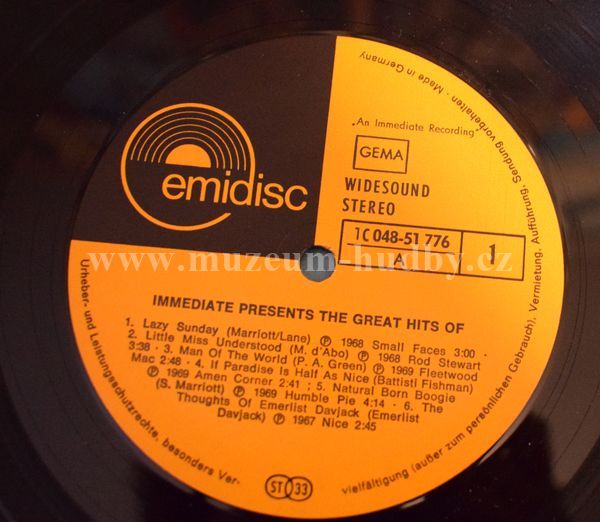 emidisc
"An Immediate Recording"
GEMA
WIDESOUND
STEREO
1C 048-51 776
A
1
www.muzeum-hudby.cz
IMMEDIATE PRESENTS THE GREAT HITS OF
1. Lazy Sunday (Marriott/Lane) Ⓟ 1968 Small Faces 3:00 ·
2. Little Miss Understood (M. d'Abo) Ⓟ 1968 Rod Stewart
3:38 · 3. Man Of The World (P. A. Green) Ⓟ 1969 Fleetwood
Mac 2:48 · 4. If Paradise Is Half As Nice (Battisti Fishman)
Ⓟ 1969 Amen Corner 2:41 ; 5. Natural Born Boogie
(S. Marriott) Ⓟ 1969 Humble Pie 4:14 · 6. The
Thoughts Of Emerlist Davjack (Emerlist
Davjack) Ⓟ 1967 Nice 2:45
ST 33
Urheber- und Leistungsschutzrechte, besonders Ver-
vielfältigung (außer zum persönlichen Gebrauch), Vermietung, Aufführung, Sendung vorbehalten · Made in Germany